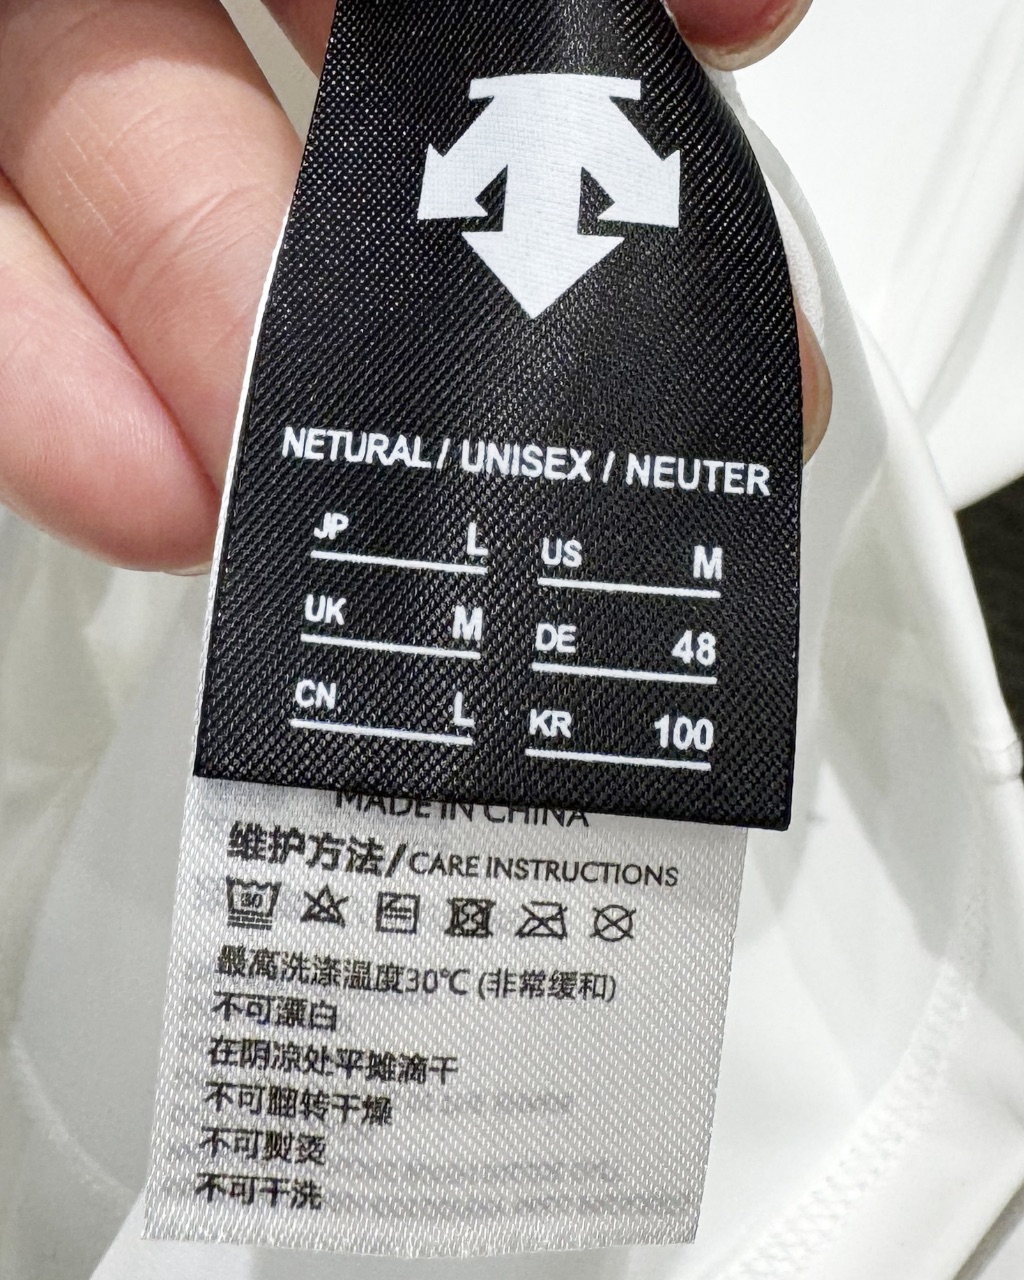 NETURAL / UNISEX / NEUTER
JP L US M
UK M DE 48
CN L KR 100
MADE IN CHINA
维护方法/CARE INSTRUCTIONS
30
最高洗涤温度30℃ (非常缓和)
不可漂白
在阴凉处平摊滴干
不可翻转干燥
不可熨烫
不可干洗